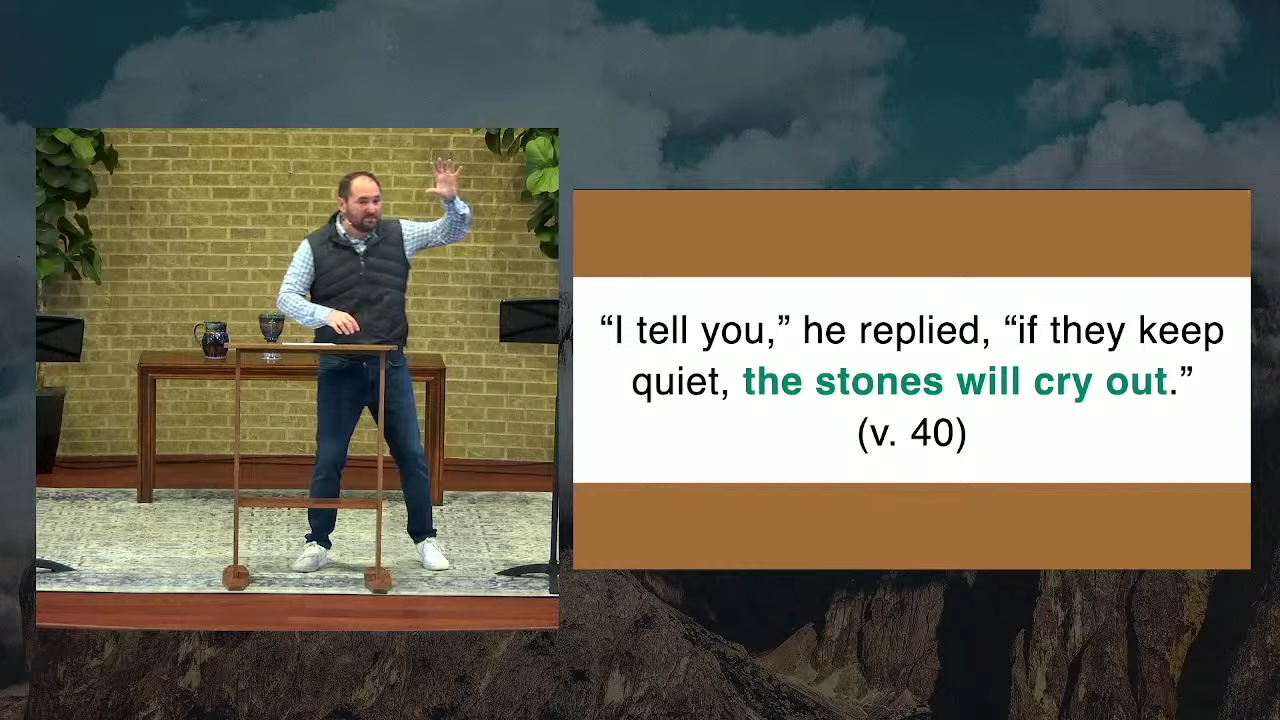 “I tell you,” he replied, “if they keep
quiet, the stones will cry out.”
(v. 40)